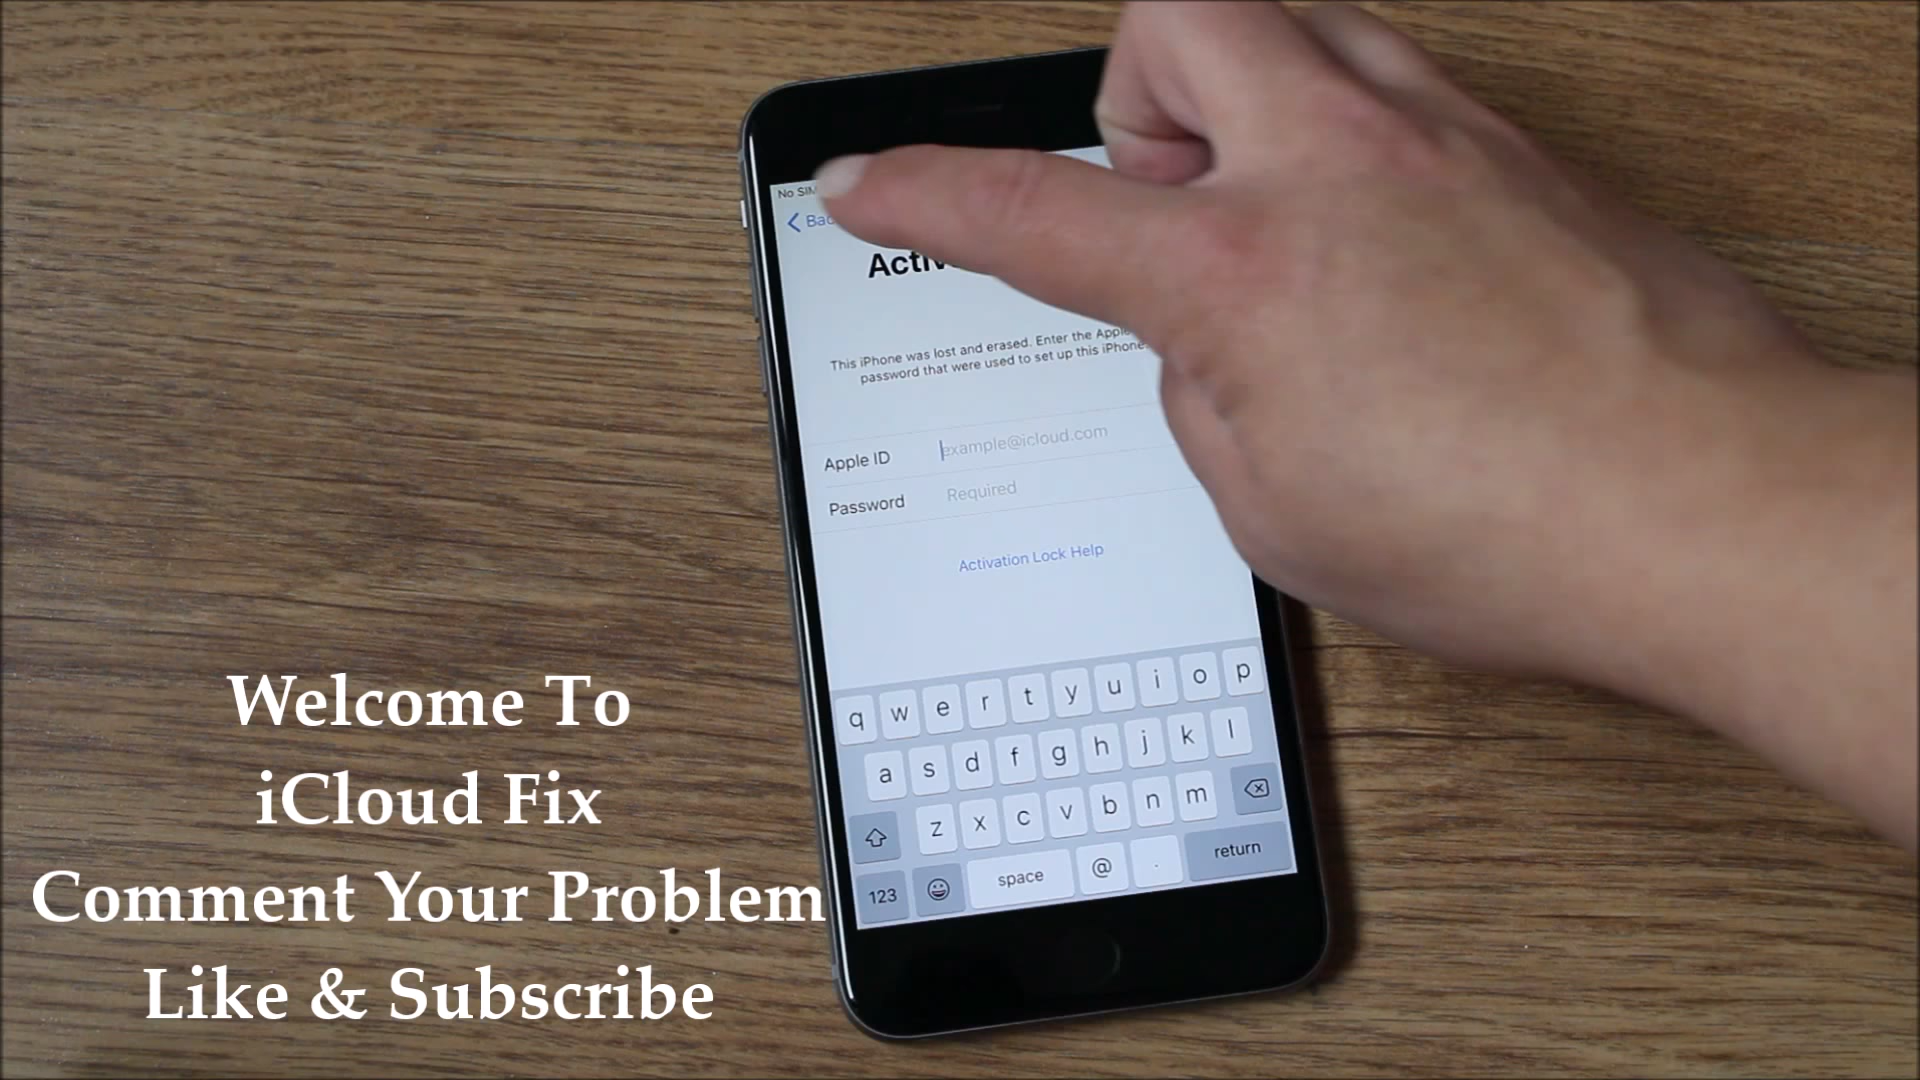 No SIM
Back
This iPhone was lost and erased. Enter the Apple
password that were used to set up this iPhone.
Apple ID example@icloud.com
Password Required
Activation Lock Help
q w e r t y u i o p
a s d f g h j k l
z x c v b n m
123 space @ . return
Welcome To
iCloud Fix
Comment Your Problem
Like & Subscribe